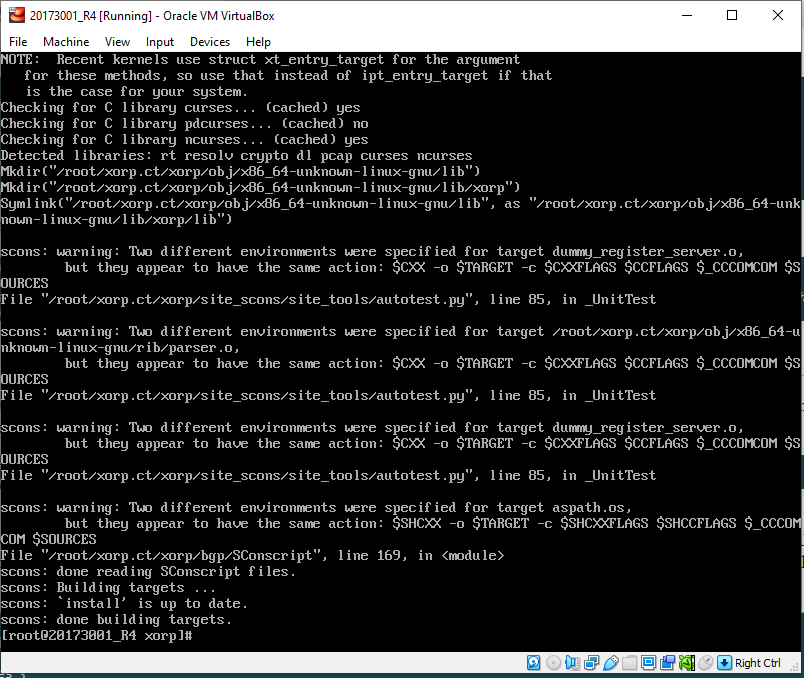 20173001_R4 [Running] - Oracle VM VirtualBox
File Machine View Input Devices Help
NOTE:  Recent kernels use struct xt_entry_target for the argument
   for these methods, so use that instead of ipt_entry_target if that
   is the case for your system.
Checking for C library curses... (cached) yes
Checking for C library pdcurses... (cached) no
Checking for C library ncurses... (cached) yes
Detected libraries: rt resolv crypto dl pcap curses ncurses
Mkdir("/root/xorp.ct/xorp/obj/x86_64-unknown-linux-gnu/lib")
Mkdir("/root/xorp.ct/xorp/obj/x86_64-unknown-linux-gnu/lib/xorp")
Symlink("/root/xorp.ct/xorp/obj/x86_64-unknown-linux-gnu/lib", as "/root/xorp.ct/xorp/obj/x86_64-unk
nown-linux-gnu/lib/xorp/lib")
scons: warning: Two different environments were specified for target dummy_register_server.o,
        but they appear to have the same action: $CXX -o $TARGET -c $CXXFLAGS $CCFLAGS $_CCCOMCOM $S
OURCES
File "/root/xorp.ct/xorp/site_scons/site_tools/autotest.py", line 85, in _UnitTest
scons: warning: Two different environments were specified for target /root/xorp.ct/xorp/obj/x86_64-u
nknown-linux-gnu/rib/parser.o,
        but they appear to have the same action: $CXX -o $TARGET -c $CXXFLAGS $CCFLAGS $_CCCOMCOM $S
OURCES
File "/root/xorp.ct/xorp/site_scons/site_tools/autotest.py", line 85, in _UnitTest
scons: warning: Two different environments were specified for target dummy_register_server.o,
        but they appear to have the same action: $CXX -o $TARGET -c $CXXFLAGS $CCFLAGS $_CCCOMCOM $S
OURCES
File "/root/xorp.ct/xorp/site_scons/site_tools/autotest.py", line 85, in _UnitTest
scons: warning: Two different environments were specified for target aspath.os,
        but they appear to have the same action: $SHCXX -o $TARGET -c $SHCXXFLAGS $SHCCFLAGS $_CCCOM
COM $SOURCES
File "/root/xorp.ct/xorp/bgp/SConscript", line 169, in <module>
scons: done reading SConscript files.
scons: Building targets ...
scons: `install' is up to date.
scons: done building targets.
[root@20173001_R4 xorp]#
Right Ctrl